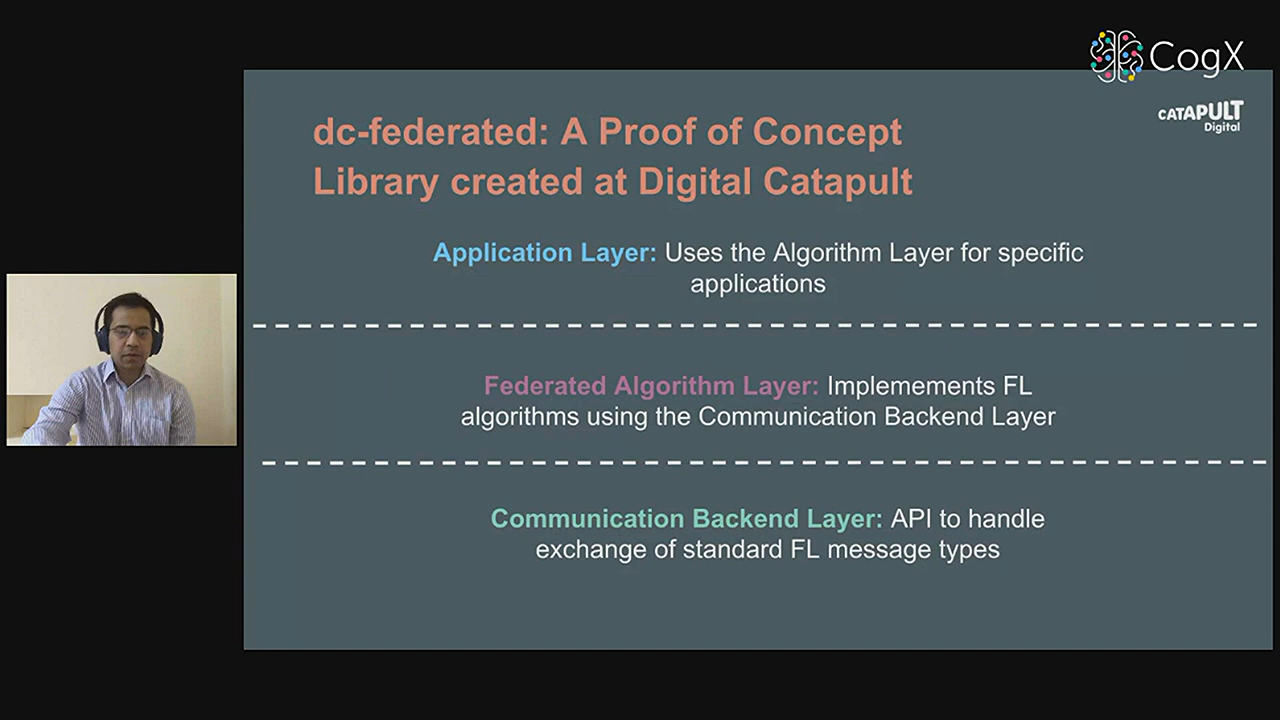 CogX
CATAPULT
Digital
dc-federated: A Proof of Concept
Library created at Digital Catapult
Application Layer: Uses the Algorithm Layer for specific
applications
Federated Algorithm Layer: Implemements FL
algorithms using the Communication Backend Layer
Communication Backend Layer: API to handle
exchange of standard FL message types